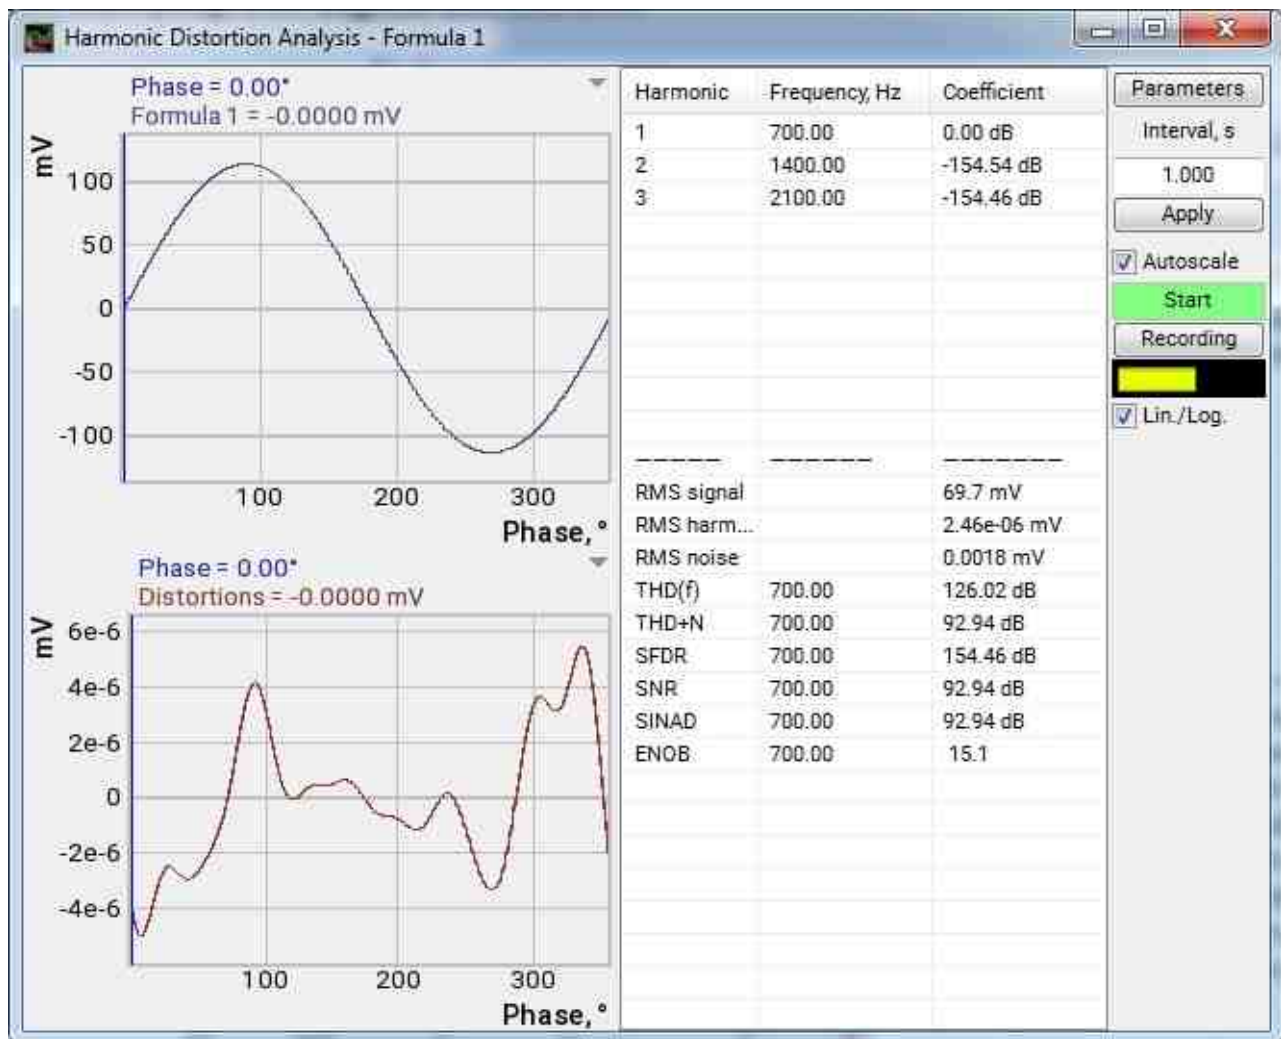 Harmonic Distortion Analysis - Formula 1
Phase = 0.00°
Formula 1 = -0.0000 mV
mV
100
50
0
-50
-100
100 200 300
Phase, °
Phase = 0.00°
Distortions = -0.0000 mV
mV
6e-6
4e-6
2e-6
0
-2e-6
-4e-6
100 200 300
Phase, °
Harmonic Frequency, Hz Coefficient
1 700.00 0.00 dB
2 1400.00 -154.54 dB
3 2100.00 -154.46 dB
----- ------ -------
RMS signal 69.7 mV
RMS harm... 2.46e-06 mV
RMS noise 0.0018 mV
THD(f) 700.00 126.02 dB
THD+N 700.00 92.94 dB
SFDR 700.00 154.46 dB
SNR 700.00 92.94 dB
SINAD 700.00 92.94 dB
ENOB 700.00 15.1
Parameters
Interval, s
1.000
Apply
Autoscale
Start
Recording
Lin./Log.